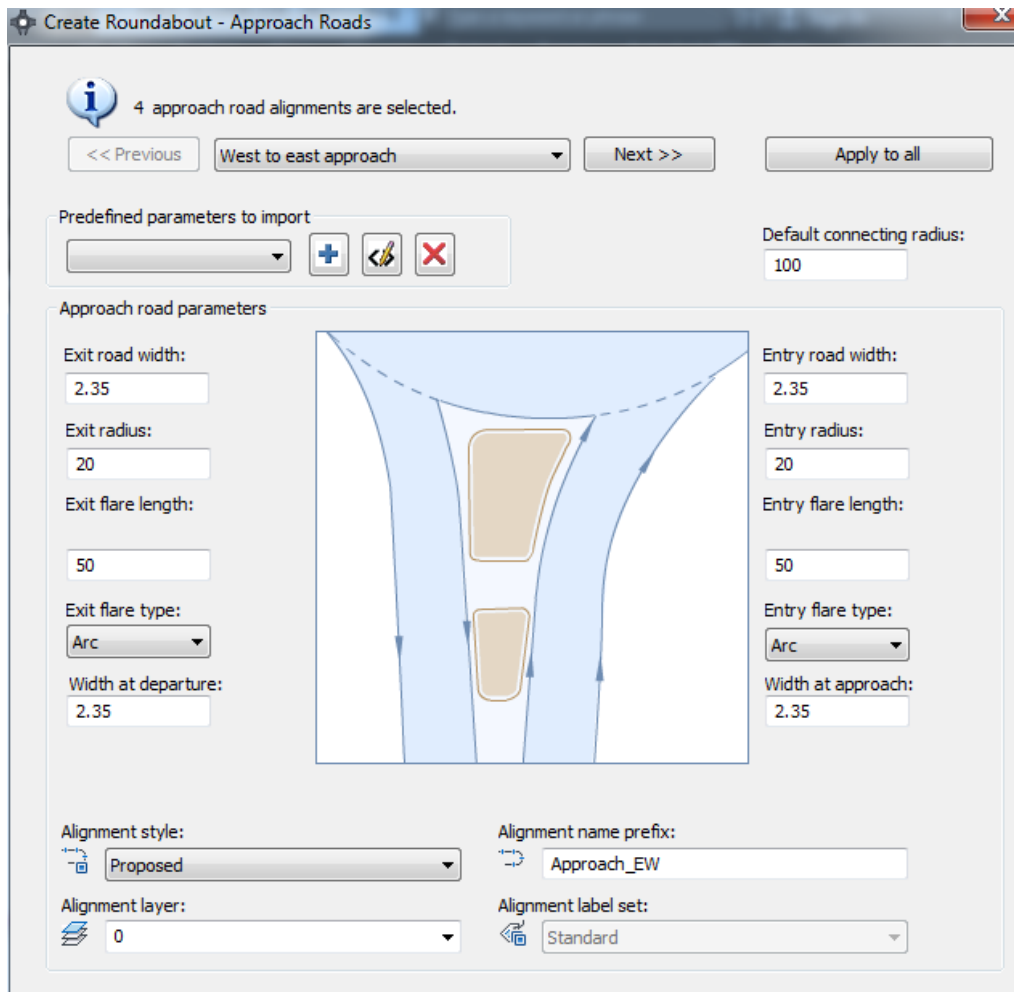 Create Roundabout - Approach Roads
4 approach road alignments are selected.
<< Previous West to east approach Next >> Apply to all
Predefined parameters to import
Default connecting radius:
100
Approach road parameters
Exit road width: Entry road width:
2.35 2.35
Exit radius: Entry radius:
20 20
Exit flare length: Entry flare length:
50 50
Exit flare type: Entry flare type:
Arc Arc
Width at departure: Width at approach:
2.35 2.35
Alignment style: Alignment name prefix:
Proposed Approach_EW
Alignment layer: Alignment label set:
0 Standard